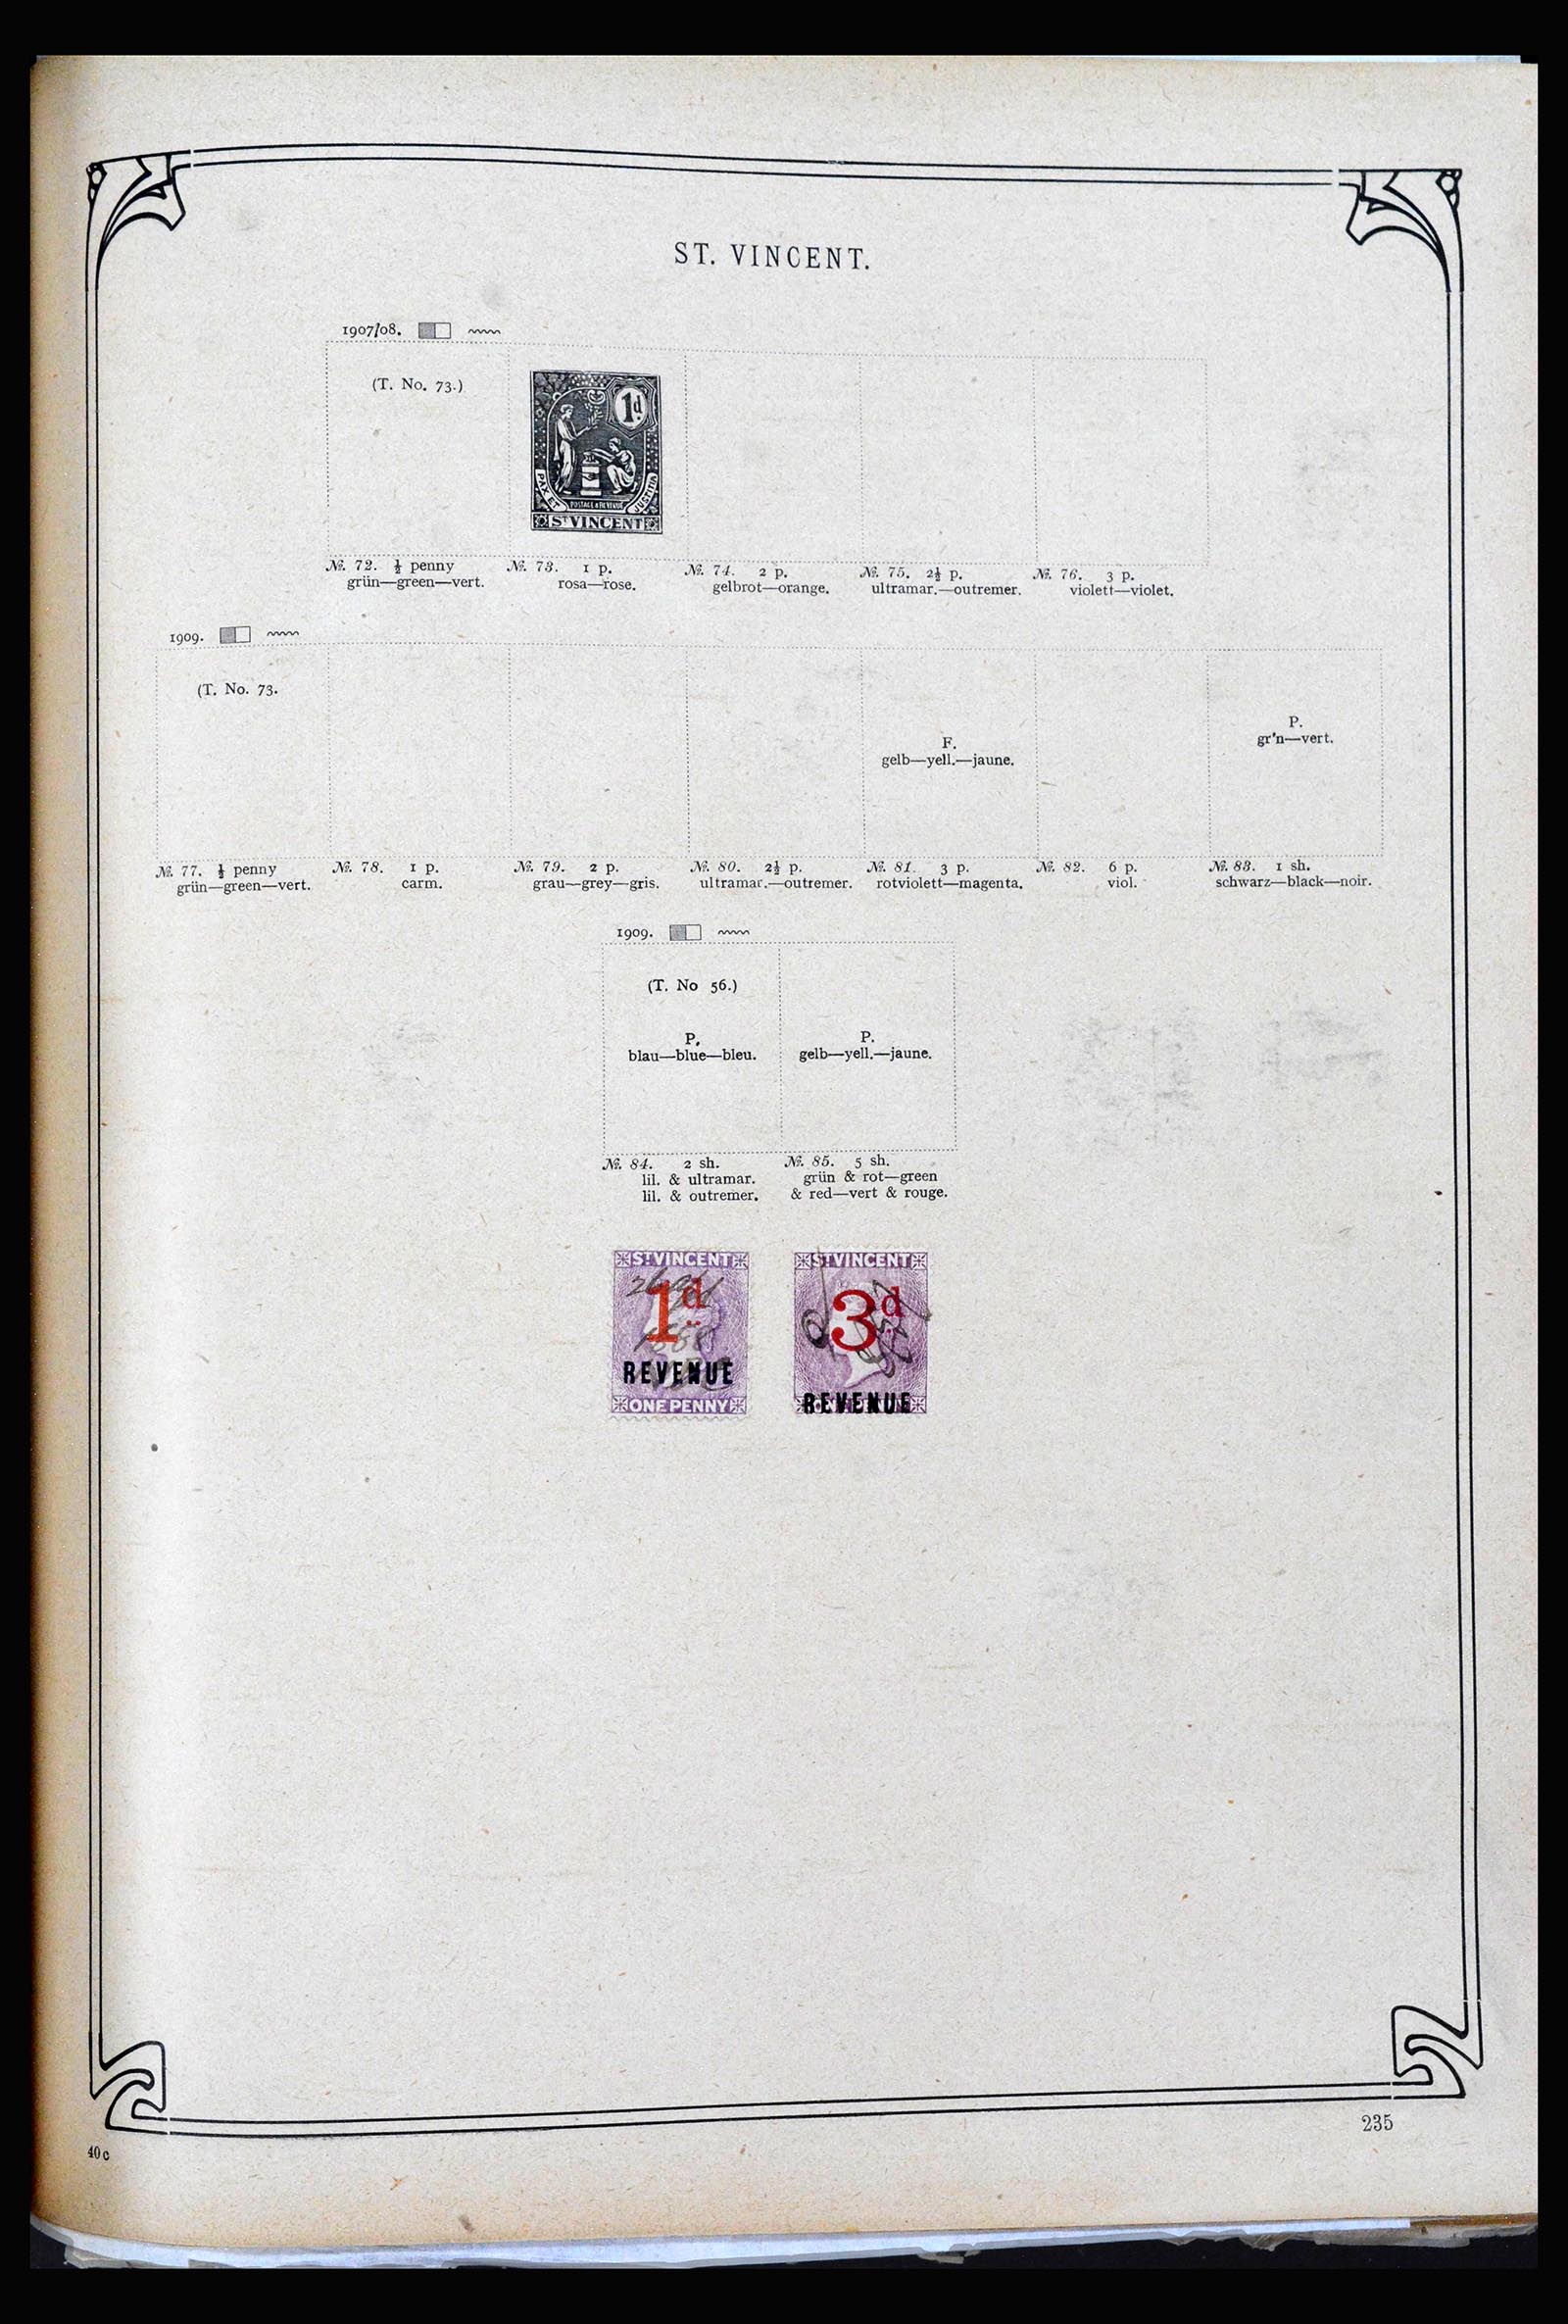 ST. VINCENT.
1907/08.
(T. No. 73.)
1d
PAX ET JUSTITIA
POSTAGE & REVENUE
ST VINCENT
№. 72. ½ penny
grün—green—vert.
№. 73. 1 p.
rosa—rose.
№. 74. 2 p.
gelbrot—orange.
№. 75. 2½ p.
ultramar.—outremer.
№. 76. 3 p.
violett—violet.
1909.
(T. No. 73.
F.
gelb—yell.—jaune.
P.
gr'n—vert.
№. 77. ½ penny
grün—green—vert.
№. 78. 1 p.
carm.
№. 79. 2 p.
grau—grey—gris.
№. 80. 2½ p.
ultramar.—outremer.
№. 81. 3 p.
rotviolett—magenta.
№. 82. 6 p.
viol.
№. 83. 1 sh.
schwarz—black—noir.
1909.
(T. No 56.)
P.
blau—blue—bleu.
P.
gelb—yell.—jaune.
№. 84. 2 sh.
lil. & ultramar.
lil. & outremer.
№. 85. 5 sh.
grün & rot—green
& red—vert & rouge.
ST VINCENT
1d
1888
REVENUE
ONE PENNY
ST VINCENT
3d
REVENUE
235
40c